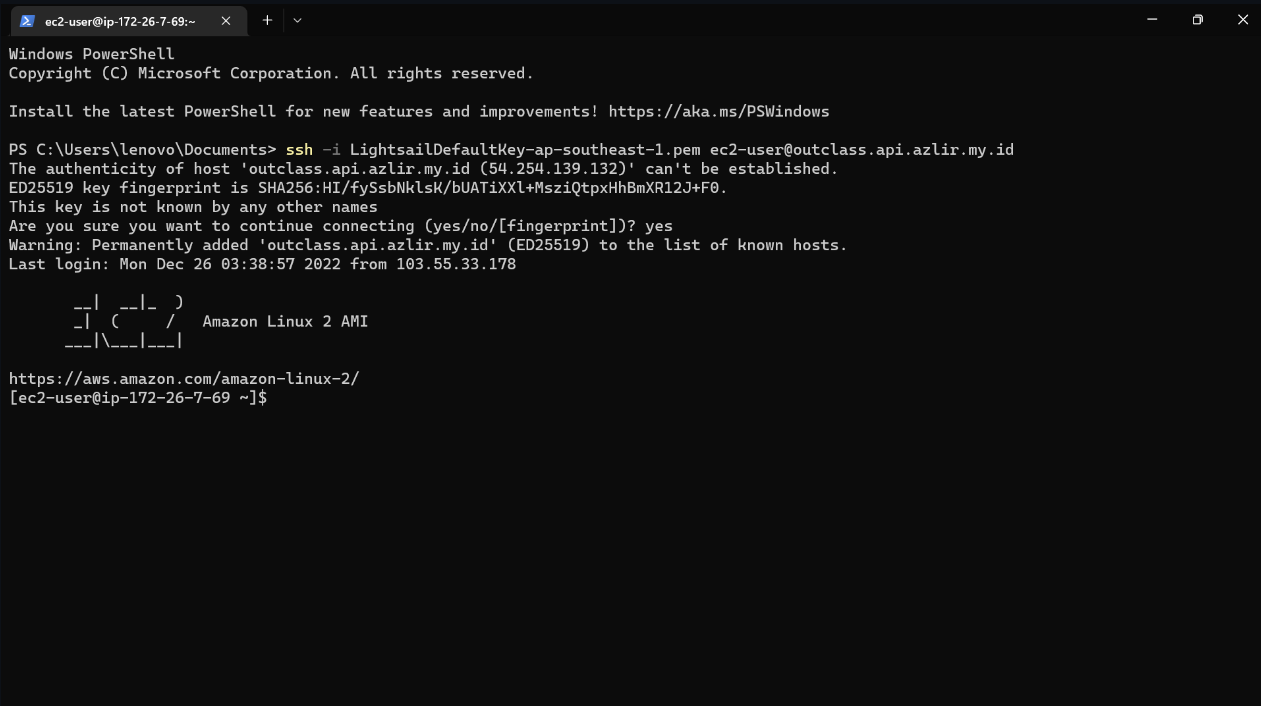 ec2-user@ip-172-26-7-69:~
Windows PowerShell
Copyright (C) Microsoft Corporation. All rights reserved.
Install the latest PowerShell for new features and improvements! https://aka.ms/PSWindows
PS C:\Users\lenovo\Documents> ssh -i LightsailDefaultKey-ap-southeast-1.pem ec2-user@outclass.api.azlir.my.id
The authenticity of host 'outclass.api.azlir.my.id (54.254.139.132)' can't be established.
ED25519 key fingerprint is SHA256:HI/fySsbNklsK/bUATiXXl+MsziQtpxHhBmXR12J+F0.
This key is not known by any other names
Are you sure you want to continue connecting (yes/no/[fingerprint])? yes
Warning: Permanently added 'outclass.api.azlir.my.id' (ED25519) to the list of known hosts.
Last login: Mon Dec 26 03:38:57 2022 from 103.55.33.178
       __|  __|_  )
       _|  (     /   Amazon Linux 2 AMI
      ___|\___|___|
https://aws.amazon.com/amazon-linux-2/
[ec2-user@ip-172-26-7-69 ~]$